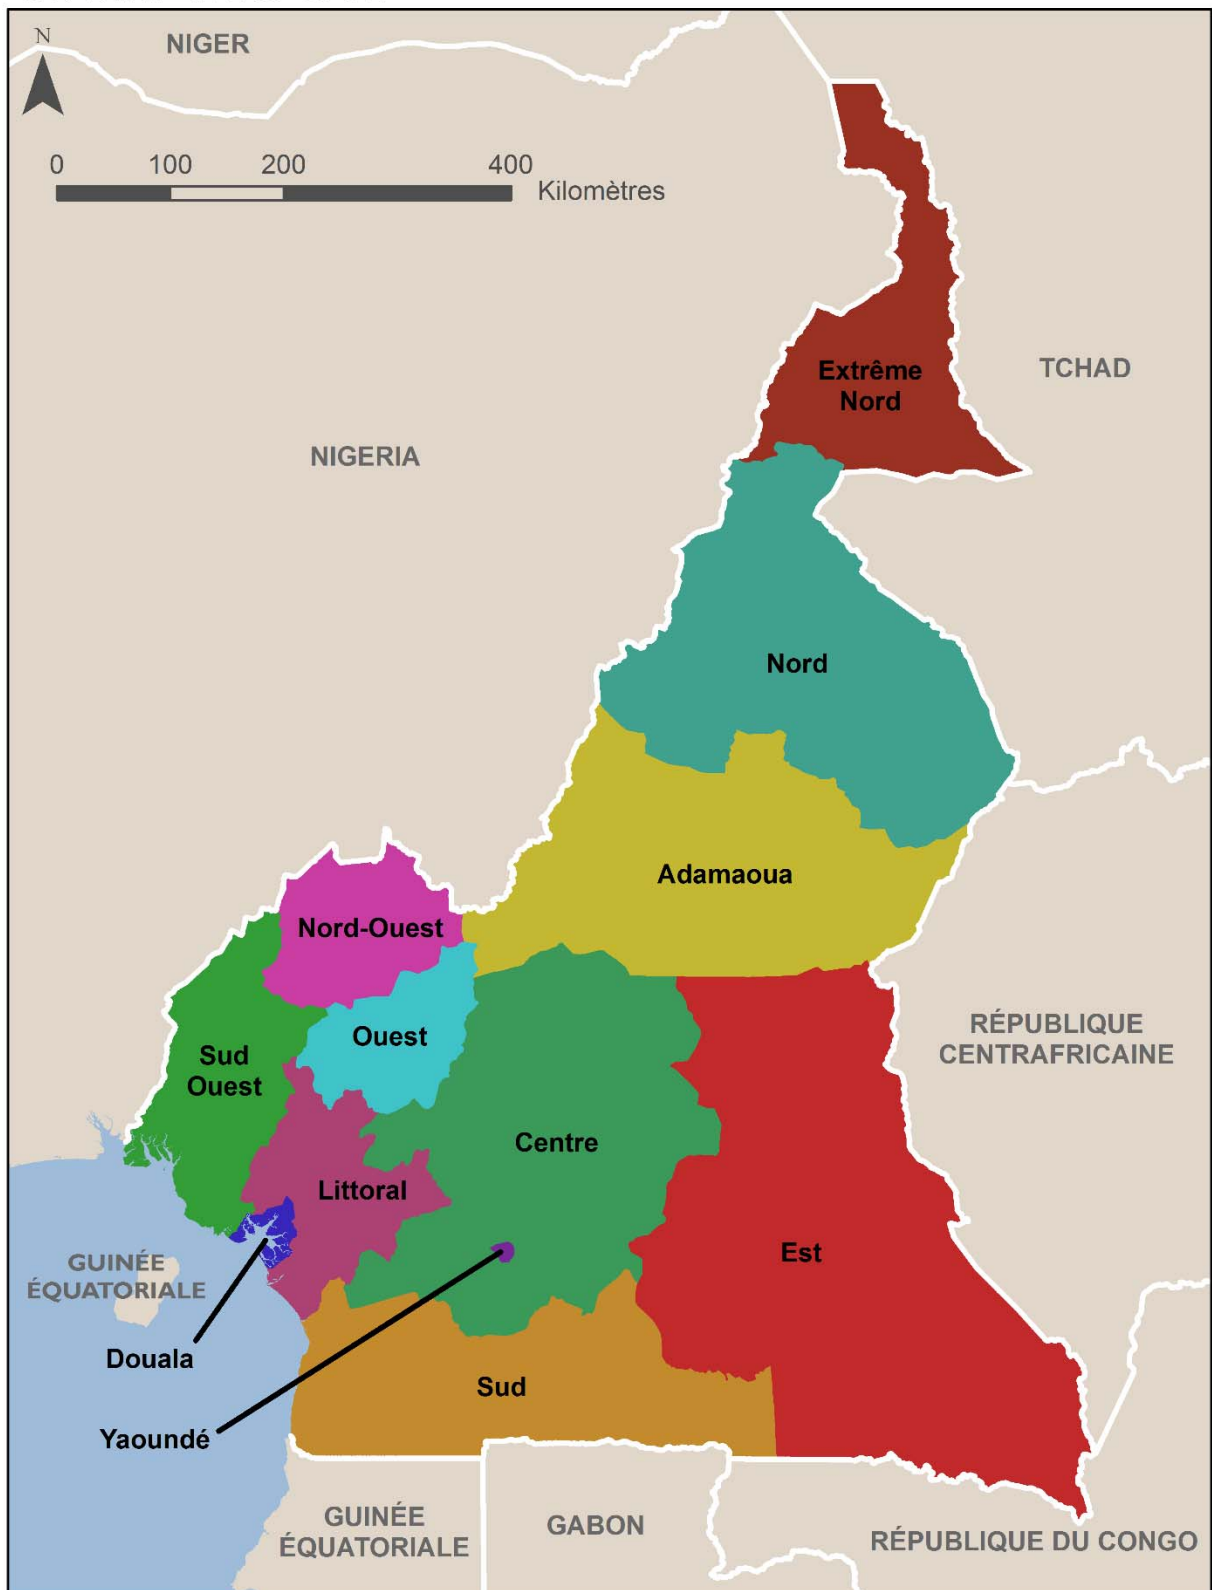 N
NIGER
0 100 200 400
Kilomètres
Extrême
Nord
TCHAD
NIGERIA
Nord
Adamaoua
Nord-Ouest
Ouest
RÉPUBLIQUE
CENTRAFRICAINE
Sud
Ouest
Centre
Littoral
Est
GUINÉE
ÉQUATORIALE
Douala
Sud
Yaoundé
GUINÉE
ÉQUATORIALE
GABON
RÉPUBLIQUE DU CONGO